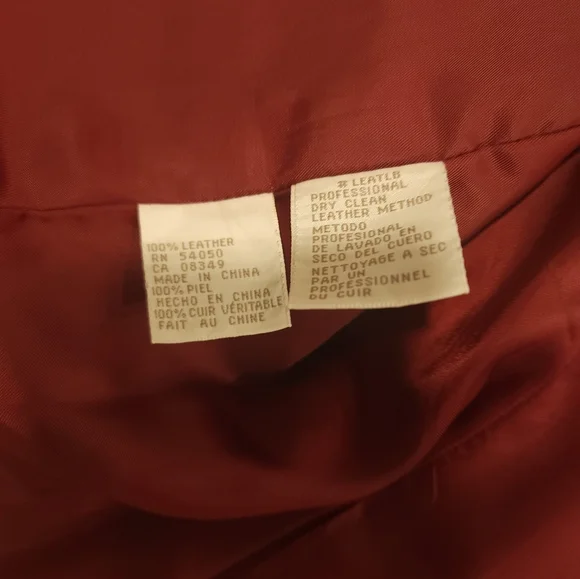 100% LEATHER
RN 54050
CA 08349
MADE IN CHINA
100% PIEL
HECHO EN CHINA
100% CUIR VÉRITABLE
FAIT AU CHINE
# LEATLB
PROFESSIONAL
DRY CLEAN
LEATHER METHOD
METODO
PROFESIONAL
DE LAVADO EN
SECO DEL CUERO
NETTOYAGE A SEC
PAR UN
PROFESSIONNEL
DU CUIR